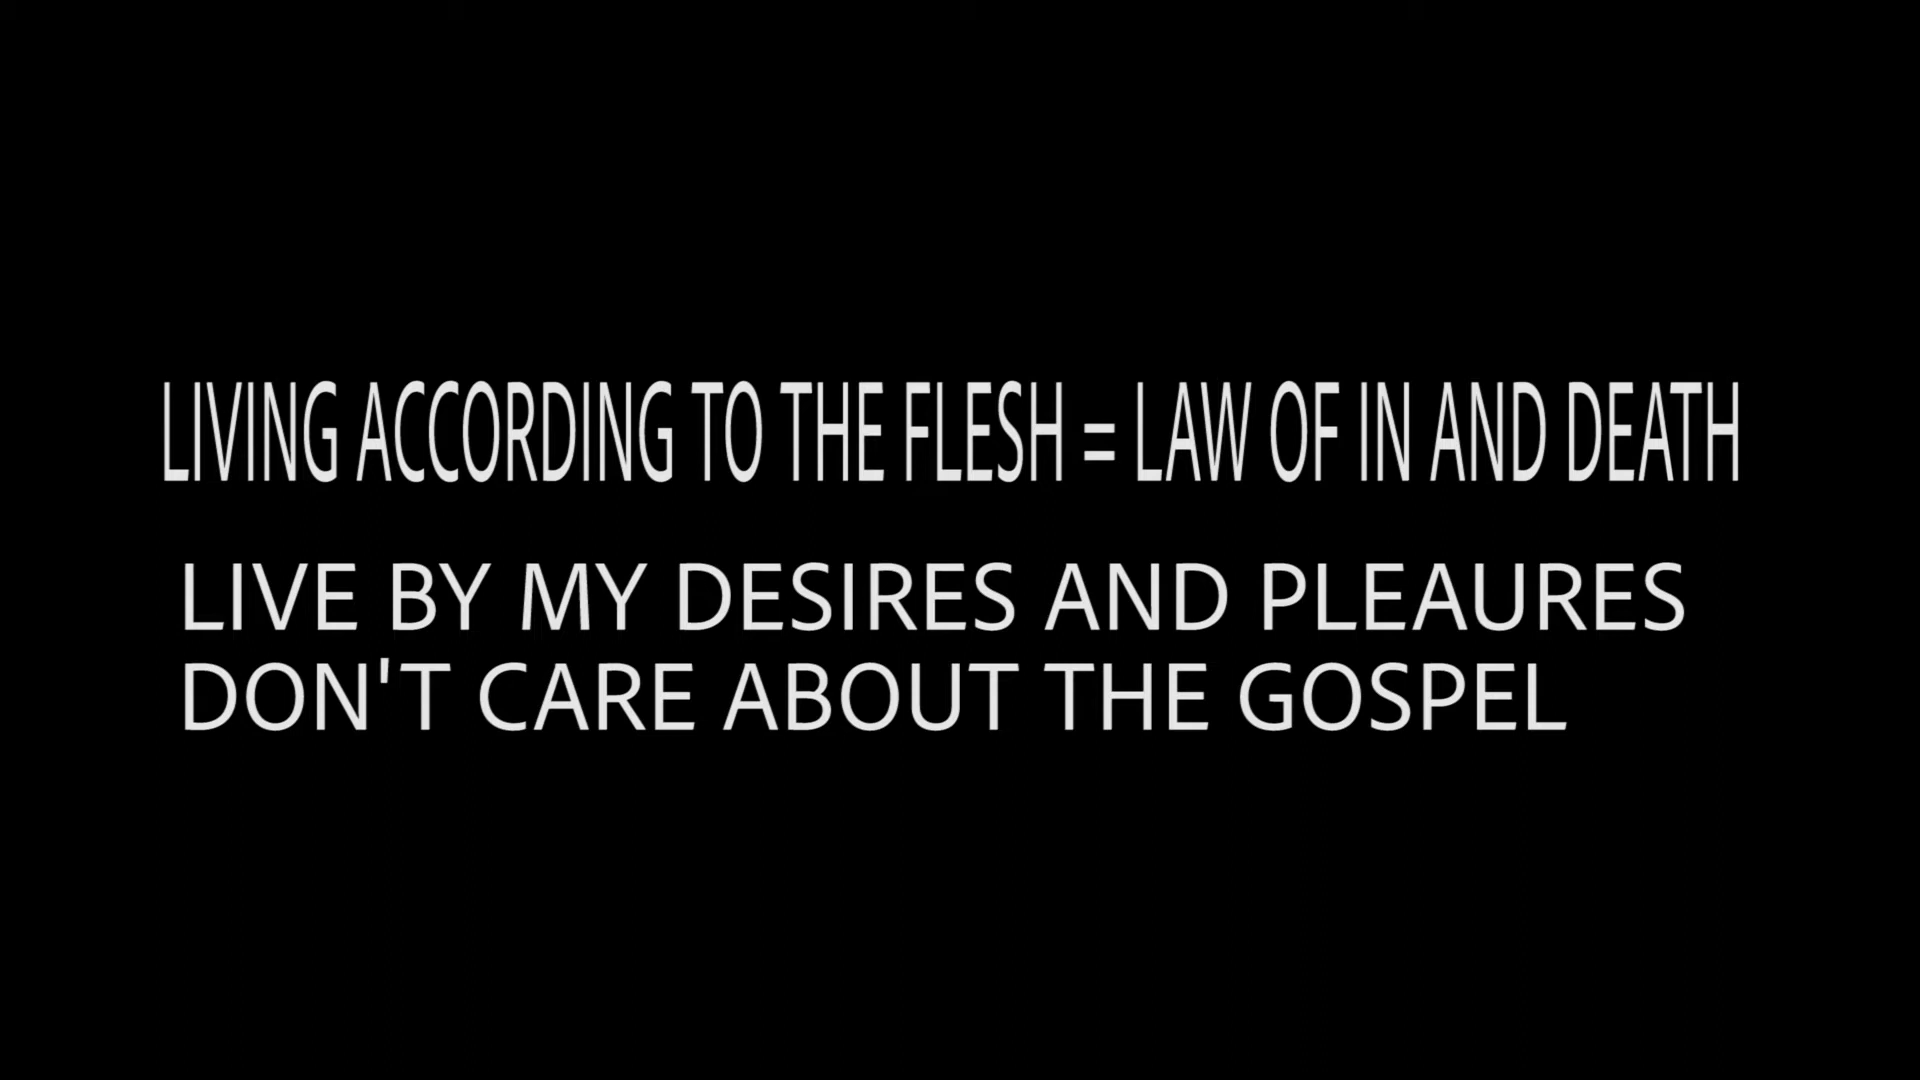 LIVING ACCORDING TO THE FLESH = LAW OF IN AND DEATH
LIVE BY MY DESIRES AND PLEAURES
DON'T CARE ABOUT THE GOSPEL